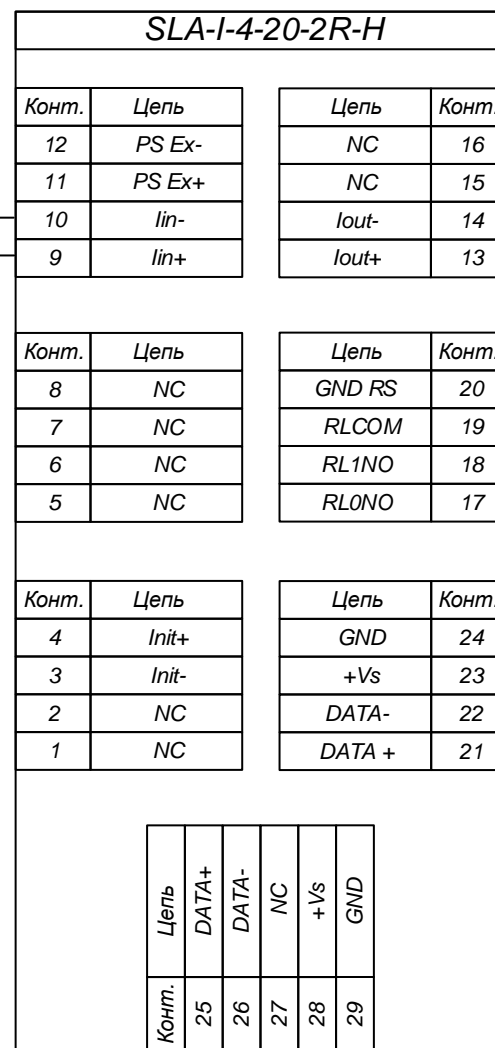 SLA-I-4-20-2R-H
Конт. Цепь Цепь Конт.
12 PS Ex- NC 16
11 PS Ex+ NC 15
10 Iin- Iout- 14
9 Iin+ Iout+ 13
Конт. Цепь Цепь Конт.
8 NC GND RS 20
7 NC RLCOM 19
6 NC RL1NO 18
5 NC RL0NO 17
Конт. Цепь Цепь Конт.
4 Init+ GND 24
3 Init- +Vs 23
2 NC DATA- 22
1 NC DATA + 21
Цепь DATA+ DATA- NC +Vs GND
Конт. 25 26 27 28 29